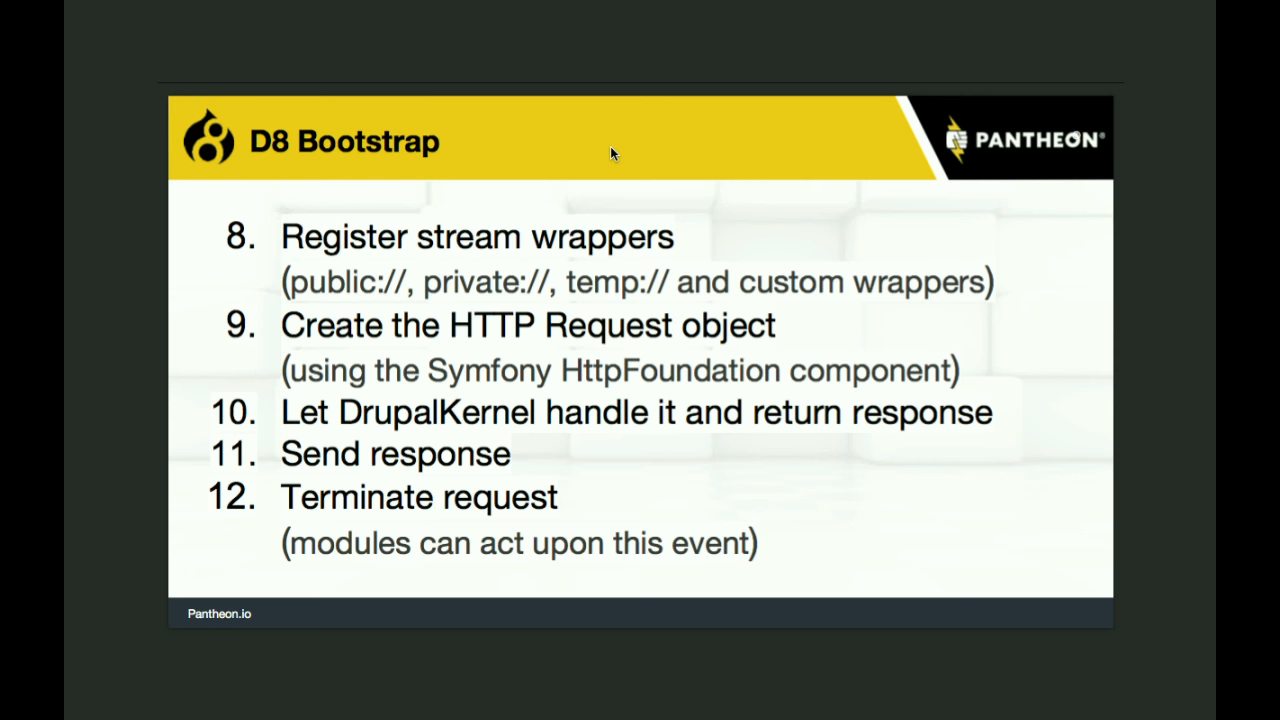 D8 Bootstrap
PANTHEON®
8. Register stream wrappers
(public://, private://, temp:// and custom wrappers)
9. Create the HTTP Request object
(using the Symfony HttpFoundation component)
10. Let DrupalKernel handle it and return response
11. Send response
12. Terminate request
(modules can act upon this event)
Pantheon.io